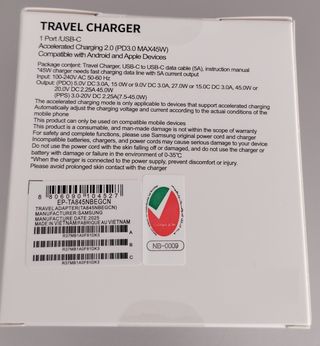 TRAVEL CHARGER
1 Port /USB-C
Accelerated Charging 2.0 (PD3.0 MAX45W)
Compatible with Android and Apple Devices
Package content: Travel Charger, USB-C to USB-C data cable (5A), instruction manual
*45W charger needs fast charging data line with 5A current output
Input: 100-240V AC 50-60 Hz
Output: (PDO) 5.0V DC 3.0A, 15.0W or 9.0V DC 3.0A, 27.0W or 15.0C DC 3.0A, 45.0W or
20.0V DC 2.25A 45.0W
(PPS) 3.0-20V DC 2.25A(7.5-45.0W)
The accelerated charging mode is only applicable to devices that support accelerated charging
Automatically adjust the charging voltage and current according to the actual conditions of the
mobile phone
This product can only be used on compatible mobile devices
This is a consumable, and man-made damage is not within the scope of warranty
For safety and complete functions, please use Samsung original power cord and charger
Incompatible batteries, chargers, and power cords may cause serious damage to your device
Do not use the power cord with the skin falling off or damaged, and do not use the charger or
battery with damage or failure in the environment of 0-35°C
*When the charger is connected to the power supply, prevent discomfort or injury.
Please avoid prolonged skin contact with the charger
8 806090 104527
EP-TA845NBEGCN
TRAVEL ADAPTER(TA845NBEGCN)
MANUFACTURER:SAMSUNG
MANUFACTURE DATE:2025
MADE IN VIETNAM/FABRIQUÉ AU VIETNAM
A
R37M81A0F81DK3
B
R37M81A0F81DK3
C
R37M81A0F81DK3
NB-0009